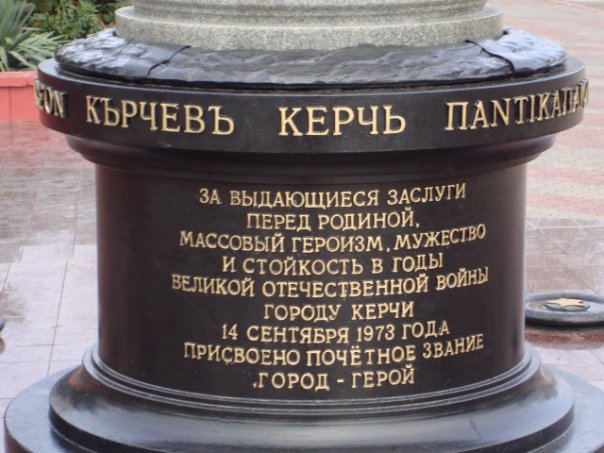 КЪРЧЕВЪ КЕРЧЬ
ЗА ВЫДАЮЩИЕСЯ ЗАСЛУГИ
ПЕРЕД РОДИНОЙ,
МАССОВЫЙ ГЕРОИЗМ, МУЖЕСТВО
И СТОЙКОСТЬ В ГОДЫ
ВЕЛИКОЙ ОТЕЧЕСТВЕННОЙ ВОЙНЫ
ГОРОДУ КЕРЧИ
14 СЕНТЯБРЯ 1973 ГОДА
ПРИСВОЕНО ПОЧЁТНОЕ ЗВАНИЕ
„ГОРОД - ГЕРОЙ